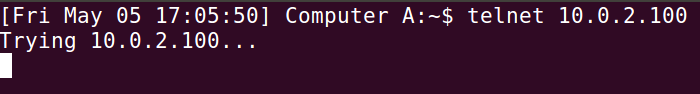 [Fri May 05 17:05:50] Computer A:~$ telnet 10.0.2.100
Trying 10.0.2.100...